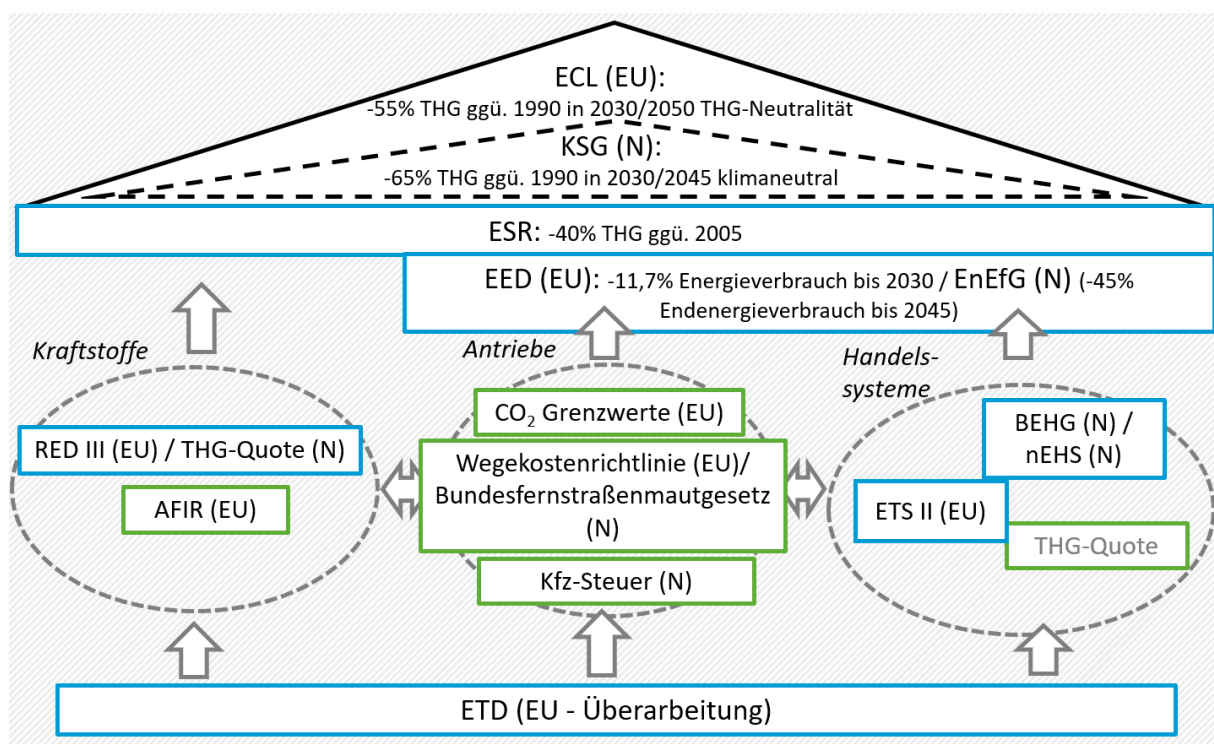 ECL (EU):
-55% THG ggü. 1990 in 2030/2050 THG-Neutralität
KSG (N):
-65% THG ggü. 1990 in 2030/2045 klimaneutral
ESR: -40% THG ggü. 2005
EED (EU): -11,7% Energieverbrauch bis 2030 / EnEfG (N) (-45%
Endenergieverbrauch bis 2045)
Kraftstoffe
RED III (EU) / THG-Quote (N)
AFIR (EU)
Antriebe
CO₂ Grenzwerte (EU)
Wegekostenrichtlinie (EU)/
Bundesfernstraßenmautgesetz
(N)
Kfz-Steuer (N)
Handels-
systeme
BEHG (N) /
nEHS (N)
ETS II (EU)
THG-Quote
ETD (EU - Überarbeitung)